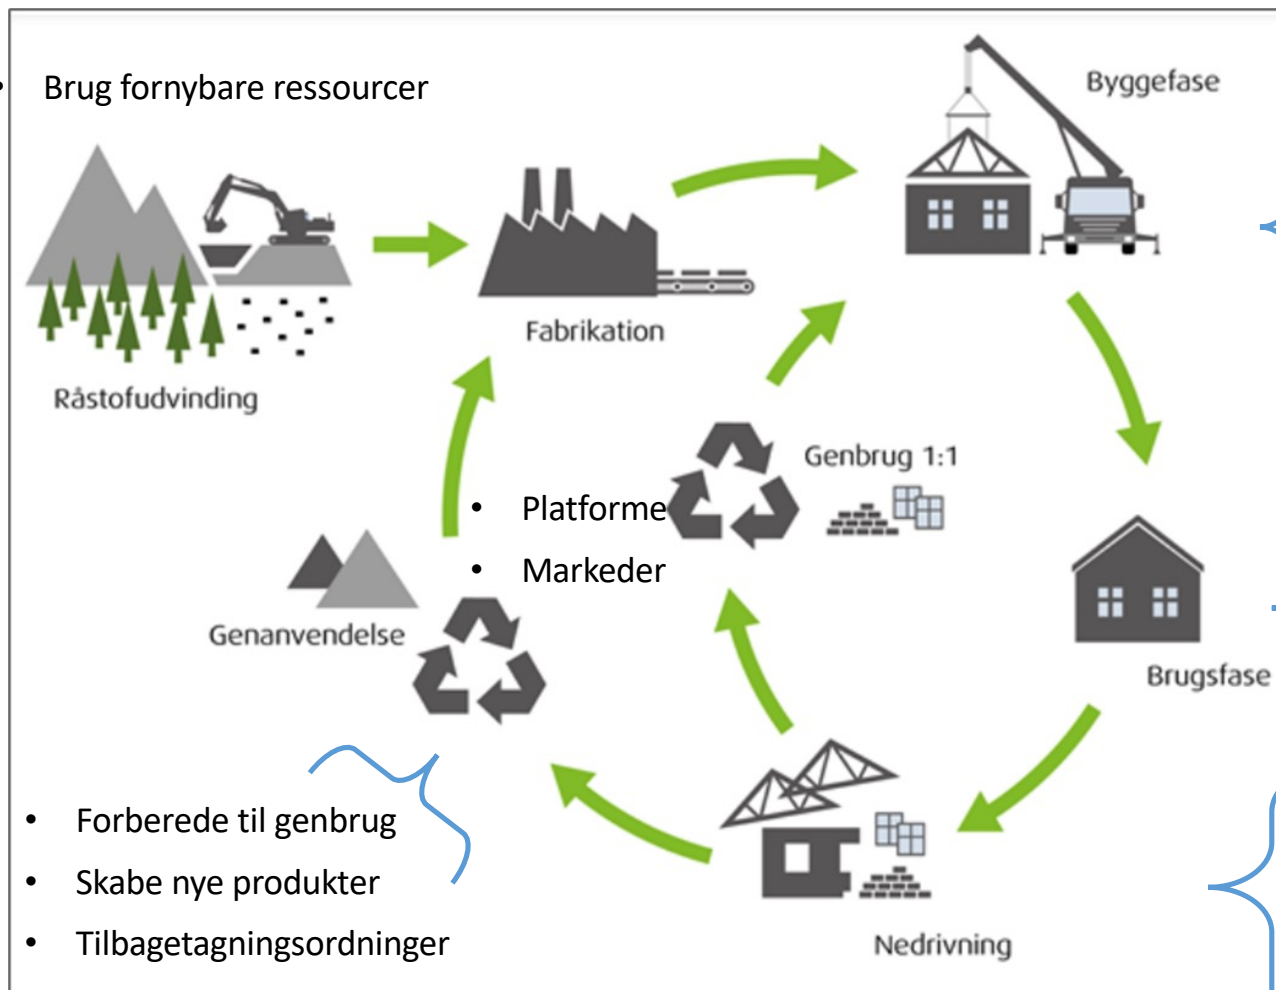 • Brug fornybare ressourcer
Byggefase
Fabrikation
Råstofudvinding
Genbrug 1:1
• Platforme
• Markeder
Genanvendelse
Brugsfase
• Forberede til genbrug
• Skabe nye produkter
• Tilbagetagningsordninger
Nedrivning